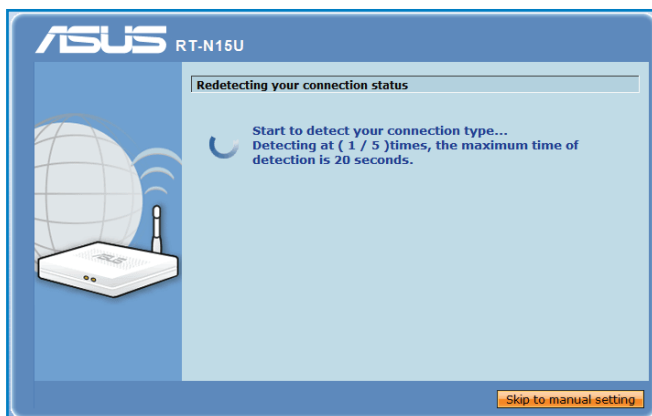 ASUS RT-N15U
Redetecting your connection status
Start to detect your connection type...
Detecting at ( 1 / 5 )times, the maximum time of
detection is 20 seconds.
ASUS
Skip to manual setting